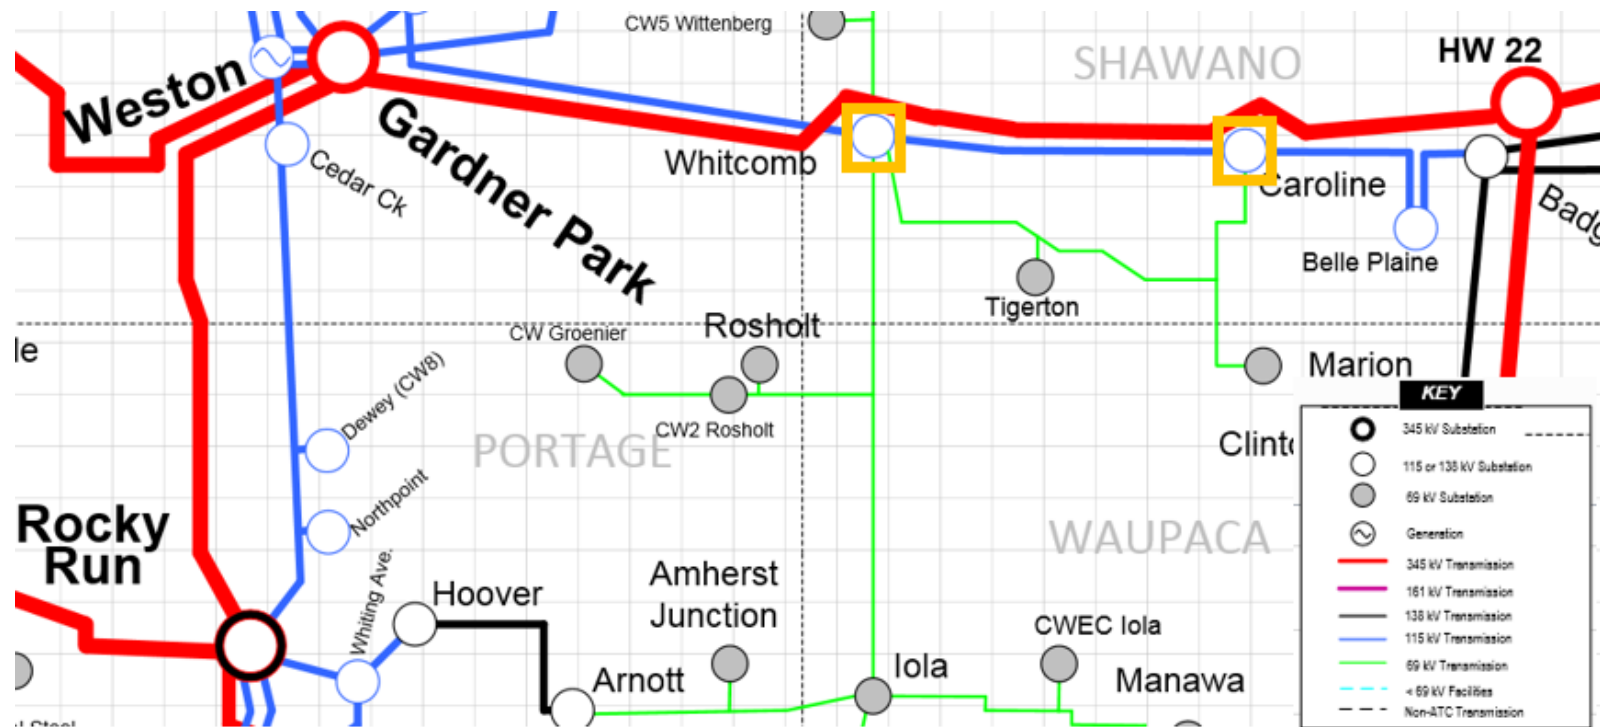 CW5 Wittenberg
SHAWANO
HW 22
Weston
Gardner Park
Cedar Ck
Whitcomb
Caroline
Belle Plaine
Badg
Tigerton
CW Groenier
Rosholt
CW2 Rosholt
le
Marion
Dewey (CW8)
PORTAGE
Clinto
Northpoint
WAUPACA
Rocky
Run
Whiting Ave.
Hoover
Amherst
Junction
CWEC Iola
Arnott
Iola
Manawa
KEY
345 kV Substation
115 or 138 kV Substation
69 kV Substation
Generation
345 kV Transmission
161 kV Transmission
138 kV Transmission
115 kV Transmission
69 kV Transmission
< 69 kV Facilities
Non-ATC Transmission